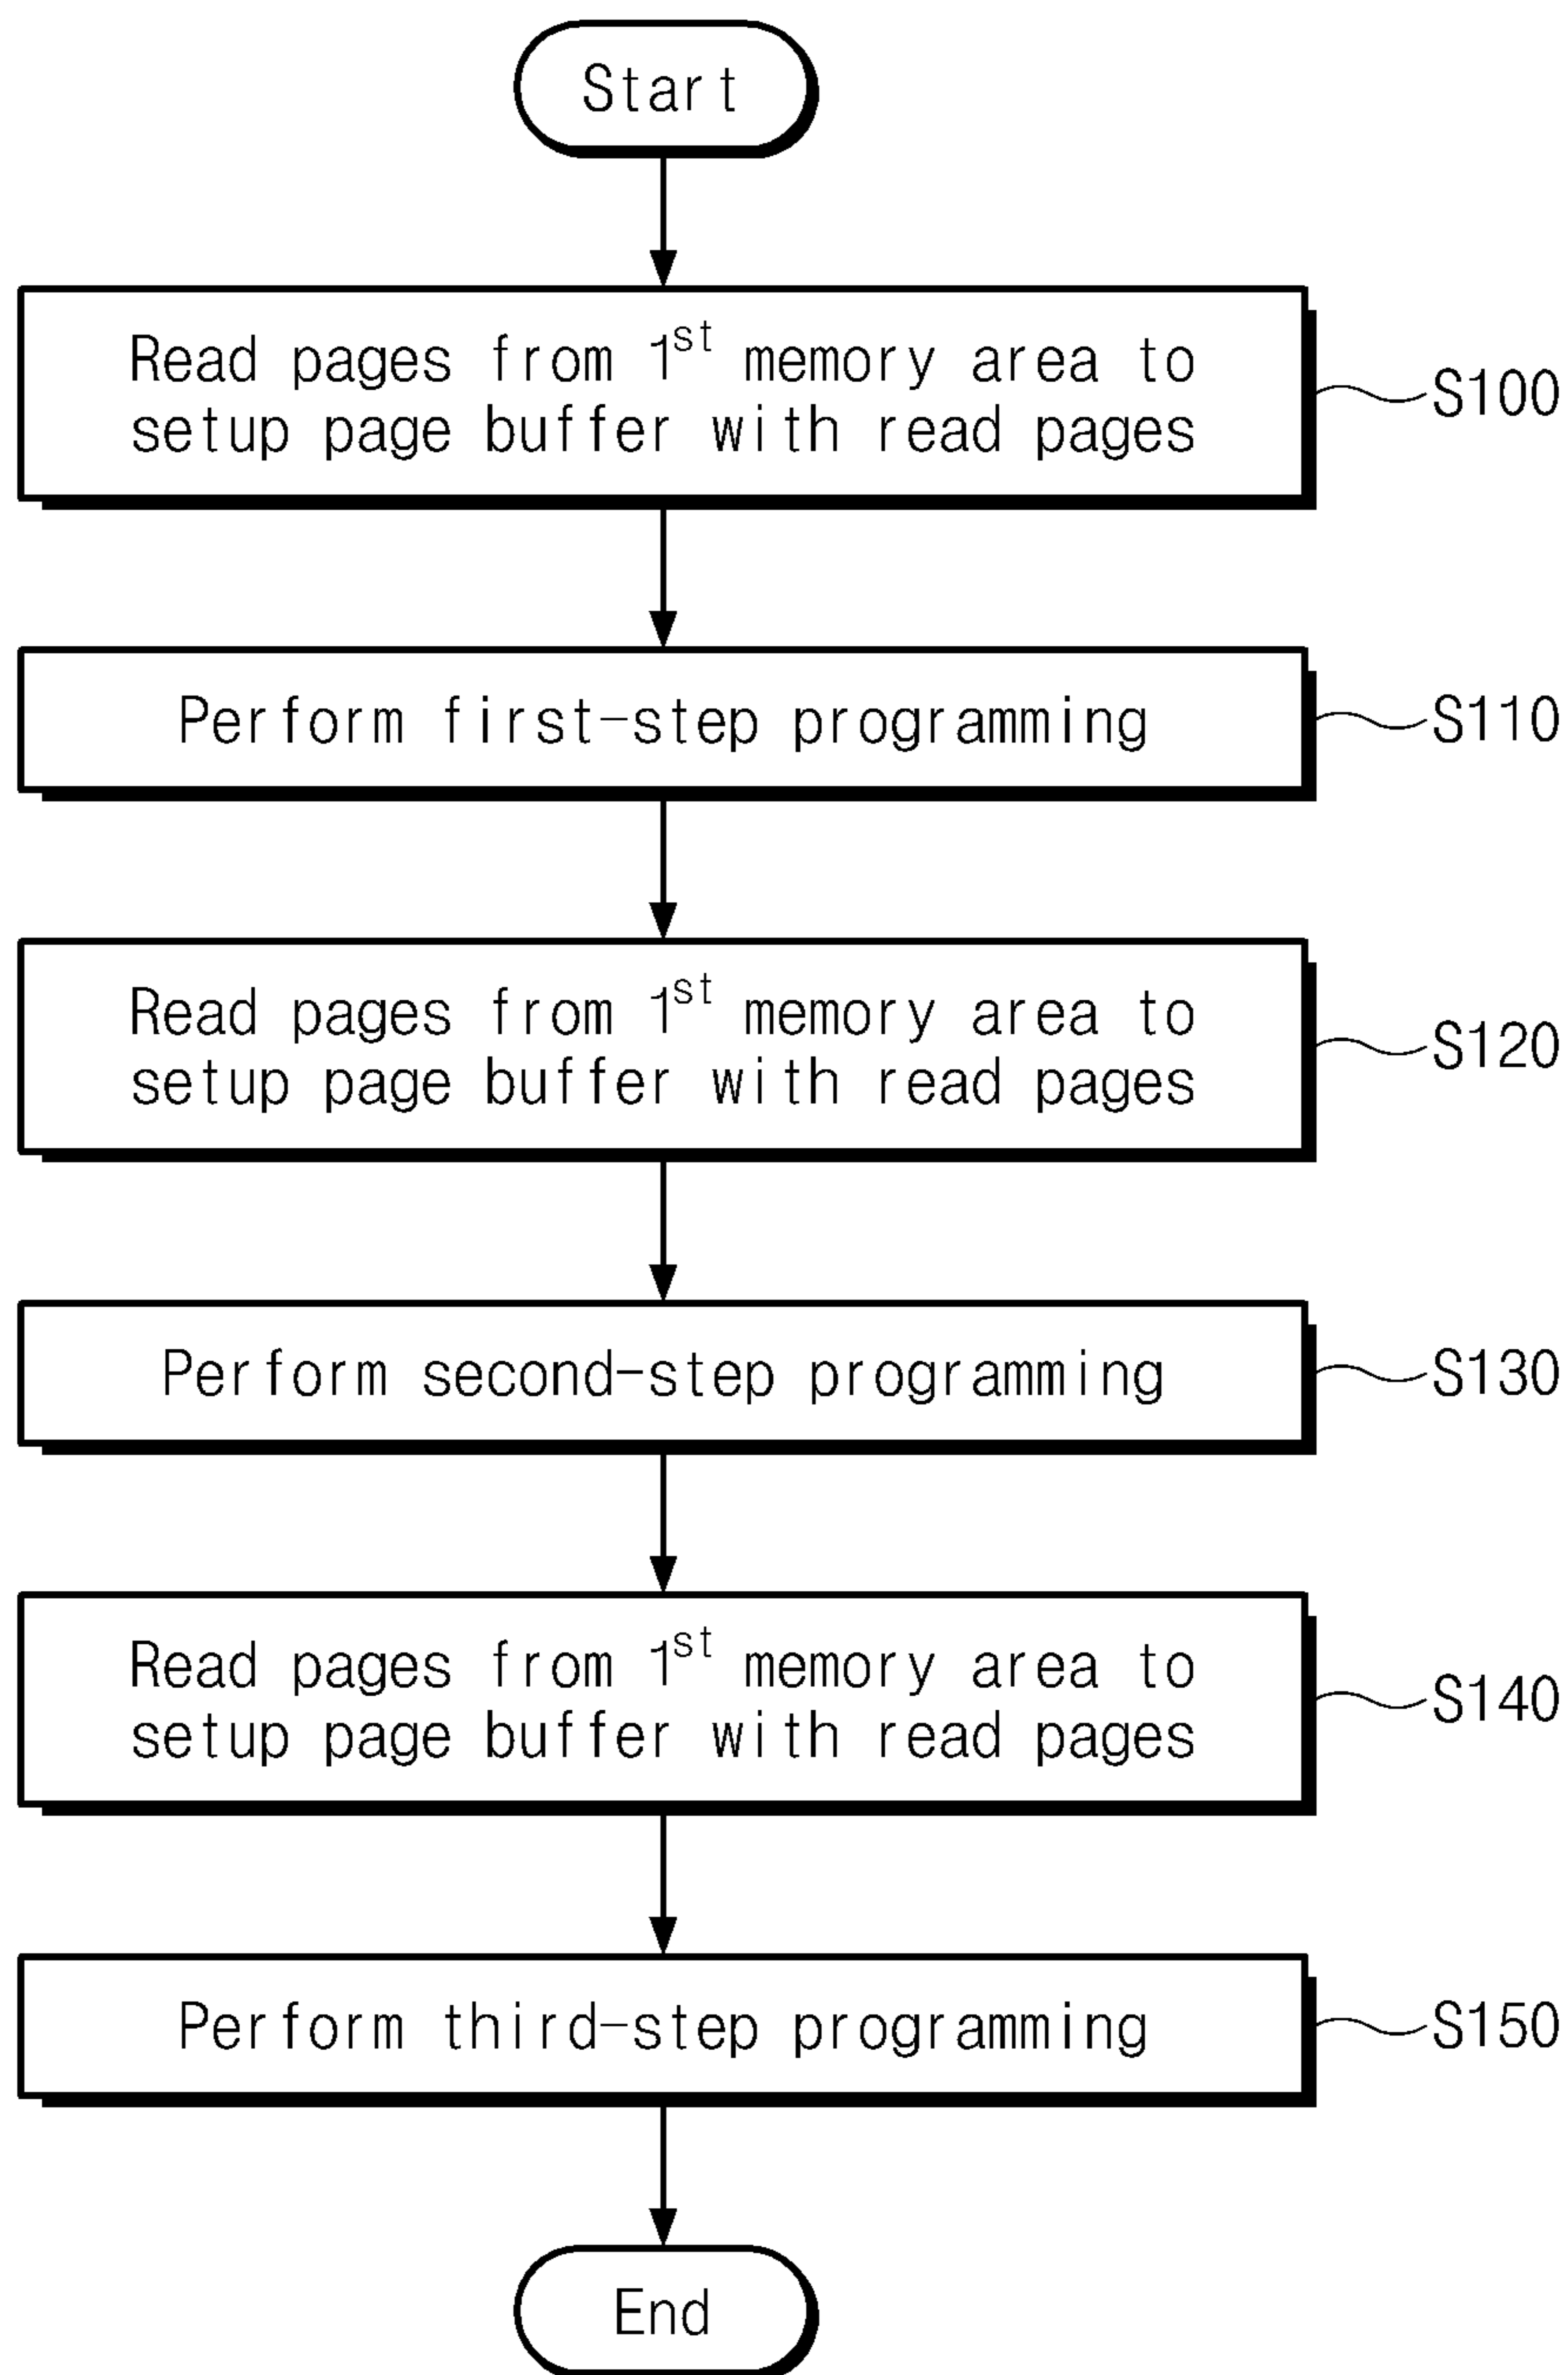 Start
Read pages from 1st memory area to
setup page buffer with read pages
S100
Perform first-step programming
S110
Read pages from 1st memory area to
setup page buffer with read pages
S120
Perform second-step programming
S130
Read pages from 1st memory area to
setup page buffer with read pages
S140
Perform third-step programming
S150
End